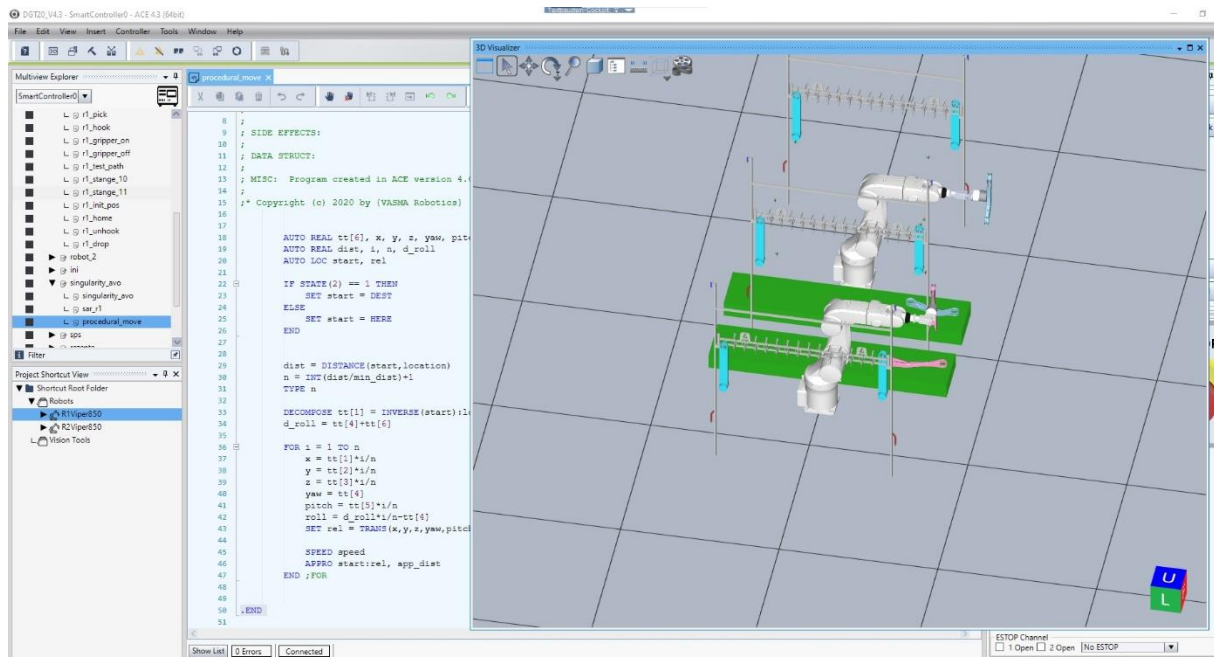 DGT20_V4.3 - SmartController0 - ACE 4.3 (64bit)
File Edit View Insert Controller Tools Window Help
Multiview Explorer
SmartController0
r1_pick
r1_hook
r1_gripper_on
r1_gripper_off
r1_test_path
r1_stange_10
r1_stange_11
r1_init_pos
r1_home
r1_unhook
r1_drop
robot_2
ini
singularity_avo
singularity_avo
sar_r1
procedural_move
sps
Filter
Project Shortcut View
Shortcut Root Folder
Robots
R1Viper850
R2Viper850
Vision Tools
procedural_move
8 ;
9 ; SIDE EFFECTS:
10 ;
11 ; DATA STRUCT:
12 ;
13 ; MISC: Program created in ACE version 4.
14 ;
15 ;* Copyright (c) 2020 by {VASMA Robotics}
16
17
18 AUTO REAL tt[6], x, y, z, yaw, pitc
19 AUTO REAL dist, i, n, d_roll
20 AUTO LOC start, rel
21
22 IF STATE(2) == 1 THEN
23 SET start = DEST
24 ELSE
25 SET start = HERE
26 END
27
28
29 dist = DISTANCE(start,location)
30 n = INT(dist/min_dist)+1
31 TYPE n
32
33 DECOMPOSE tt[1] = INVERSE(start):lo
34 d_roll = tt[4]+tt[6]
35
36 FOR i = 1 TO n
37 x = tt[1]*i/n
38 y = tt[2]*i/n
39 z = tt[3]*i/n
40 yaw = tt[4]
41 pitch = tt[5]*i/n
42 roll = d_roll*i/n-tt[4]
43 SET rel = TRANS(x,y,z,yaw,pitch
44
45 SPEED speed
46 APPRO start:rel, app_dist
47 END ;FOR
48
49
50 .END
51
Show List 0 Errors Connected
3D Visualizer
U
L
ESTOP Channel
1 Open 2 Open No ESTOP